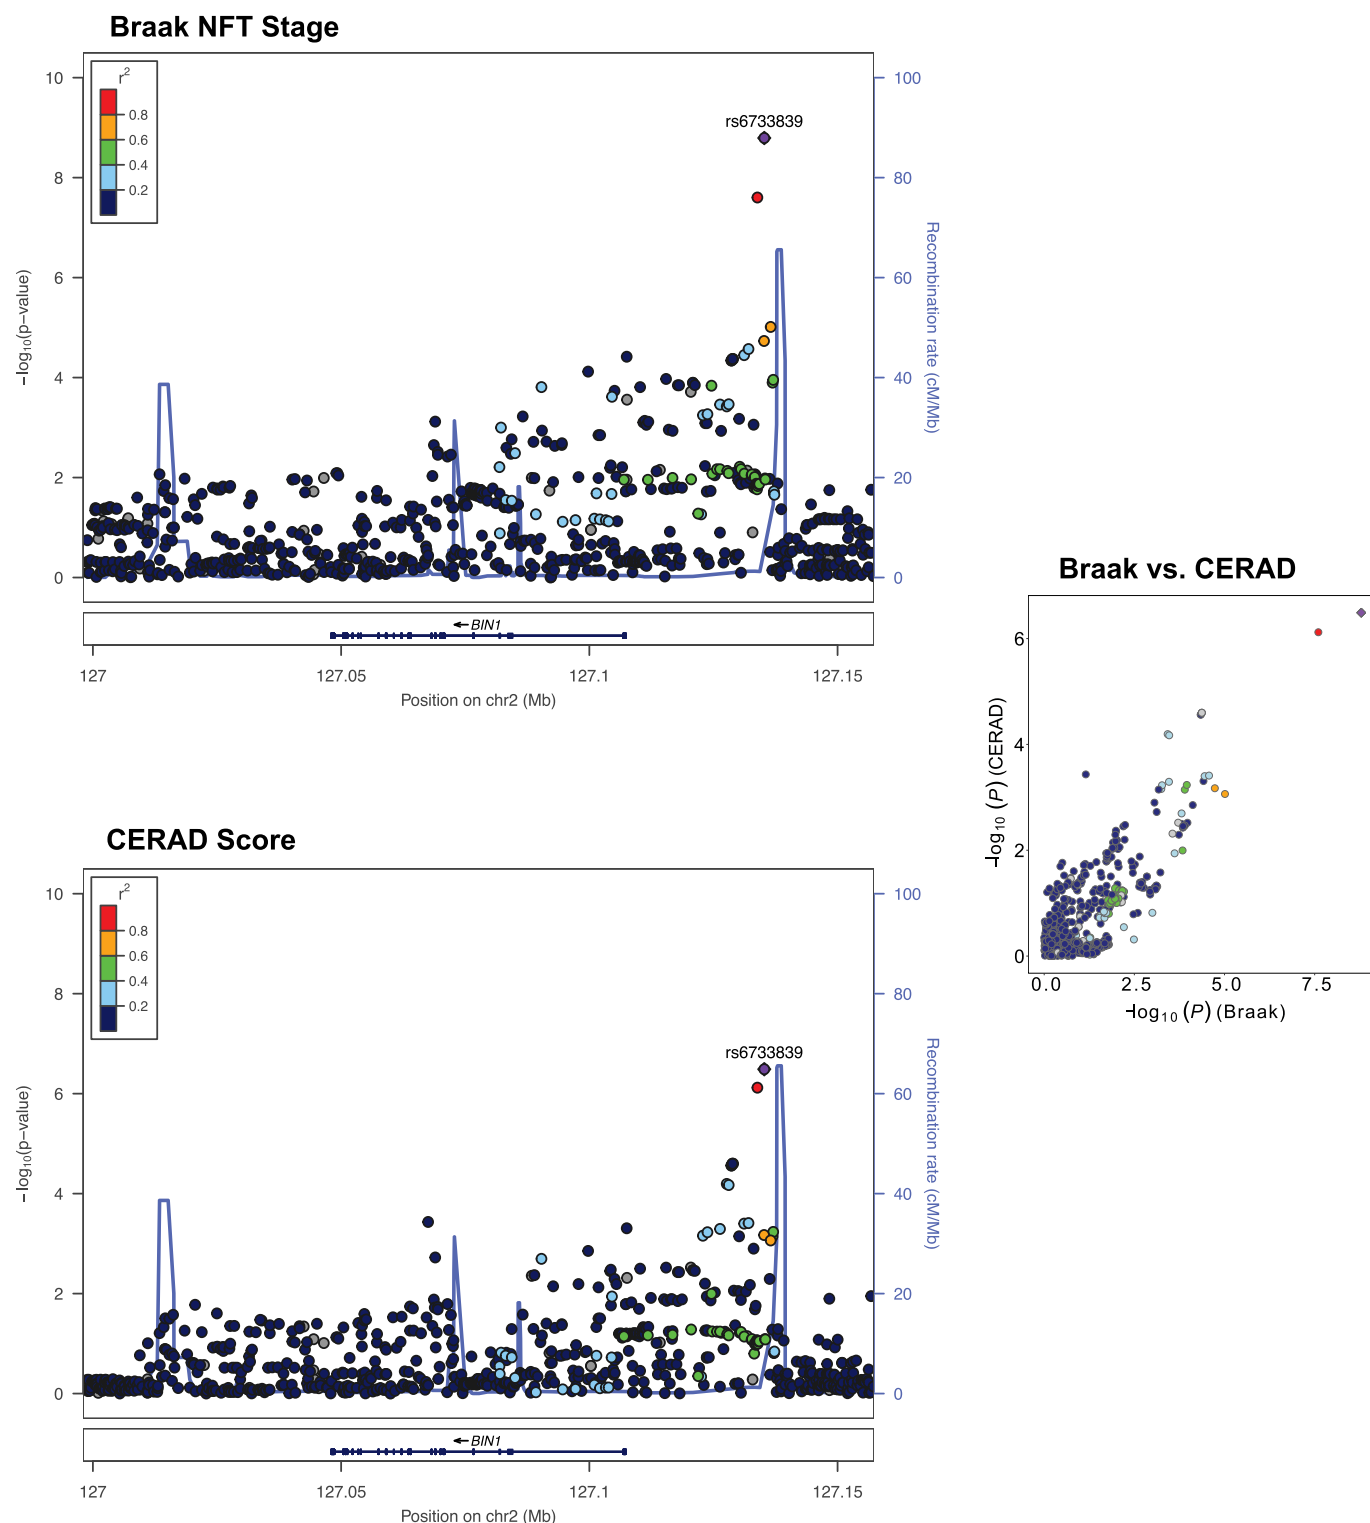 Braak NFT Stage
r2
0.8
0.6
0.4
0.2
10
8
6
4
2
0
−log10(p−value)
100
80
60
40
20
0
Recombination rate (cM/Mb)
rs6733839
BIN1
127
127.05
127.1
127.15
Position on chr2 (Mb)
Braak vs. CERAD
6
4
2
0
-log10 (P) (CERAD)
0.0
2.5
5.0
7.5
-log10 (P) (Braak)
CERAD Score
r2
0.8
0.6
0.4
0.2
10
8
6
4
2
0
−log10(p−value)
100
80
60
40
20
0
Recombination rate (cM/Mb)
rs6733839
BIN1
127
127.05
127.1
127.15
Position on chr2 (Mb)